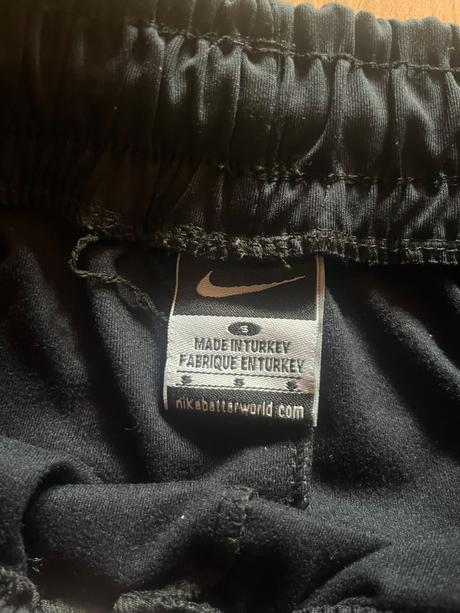 S
MADE IN TURKEY
FABRIQUE EN TURKEY
S S S
nikebetterworld.com